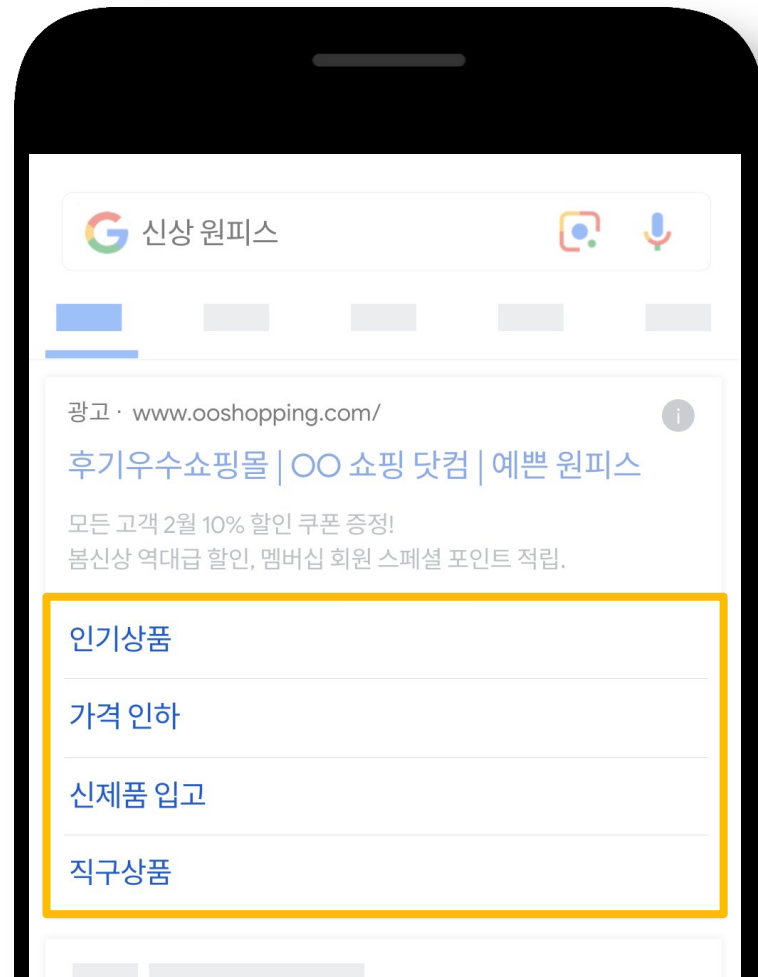 신상 원피스
광고 · www.ooshopping.com/
후기우수쇼핑몰 | OO 쇼핑 닷컴 | 예쁜 원피스
모든 고객 2월 10% 할인 쿠폰 증정!
봄신상 역대급 할인, 멤버십 회원 스페셜 포인트 적립.
인기상품
가격 인하
신제품 입고
직구상품